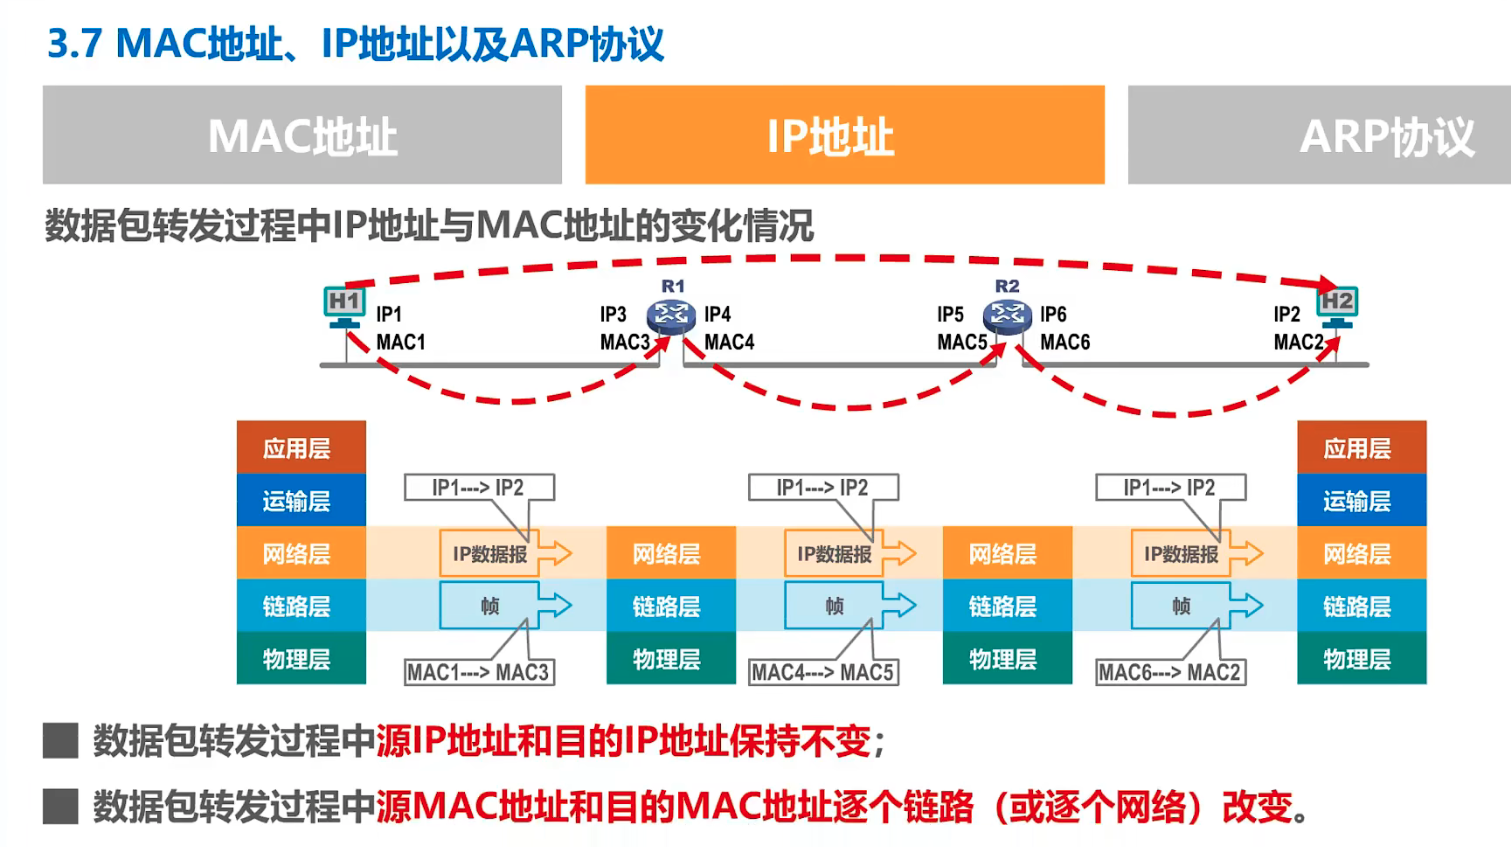 3.7 MAC地址、IP地址以及ARP协议
MAC地址
IP地址
ARP协议
数据包转发过程中IP地址与MAC地址的变化情况
H1
IP1
MAC1
R1
IP3
MAC3
IP4
MAC4
R2
IP5
MAC5
IP6
MAC6
H2
IP2
MAC2
应用层
应用层
运输层
IP1---> IP2
IP1---> IP2
IP1---> IP2
运输层
网络层
IP数据报
网络层
IP数据报
网络层
IP数据报
网络层
链路层
帧
链路层
帧
链路层
帧
链路层
物理层
MAC1---> MAC3
物理层
MAC4---> MAC5
物理层
MAC6---> MAC2
物理层
数据包转发过程中源IP地址和目的IP地址保持不变；
数据包转发过程中源MAC地址和目的MAC地址逐个链路（或逐个网络）改变。